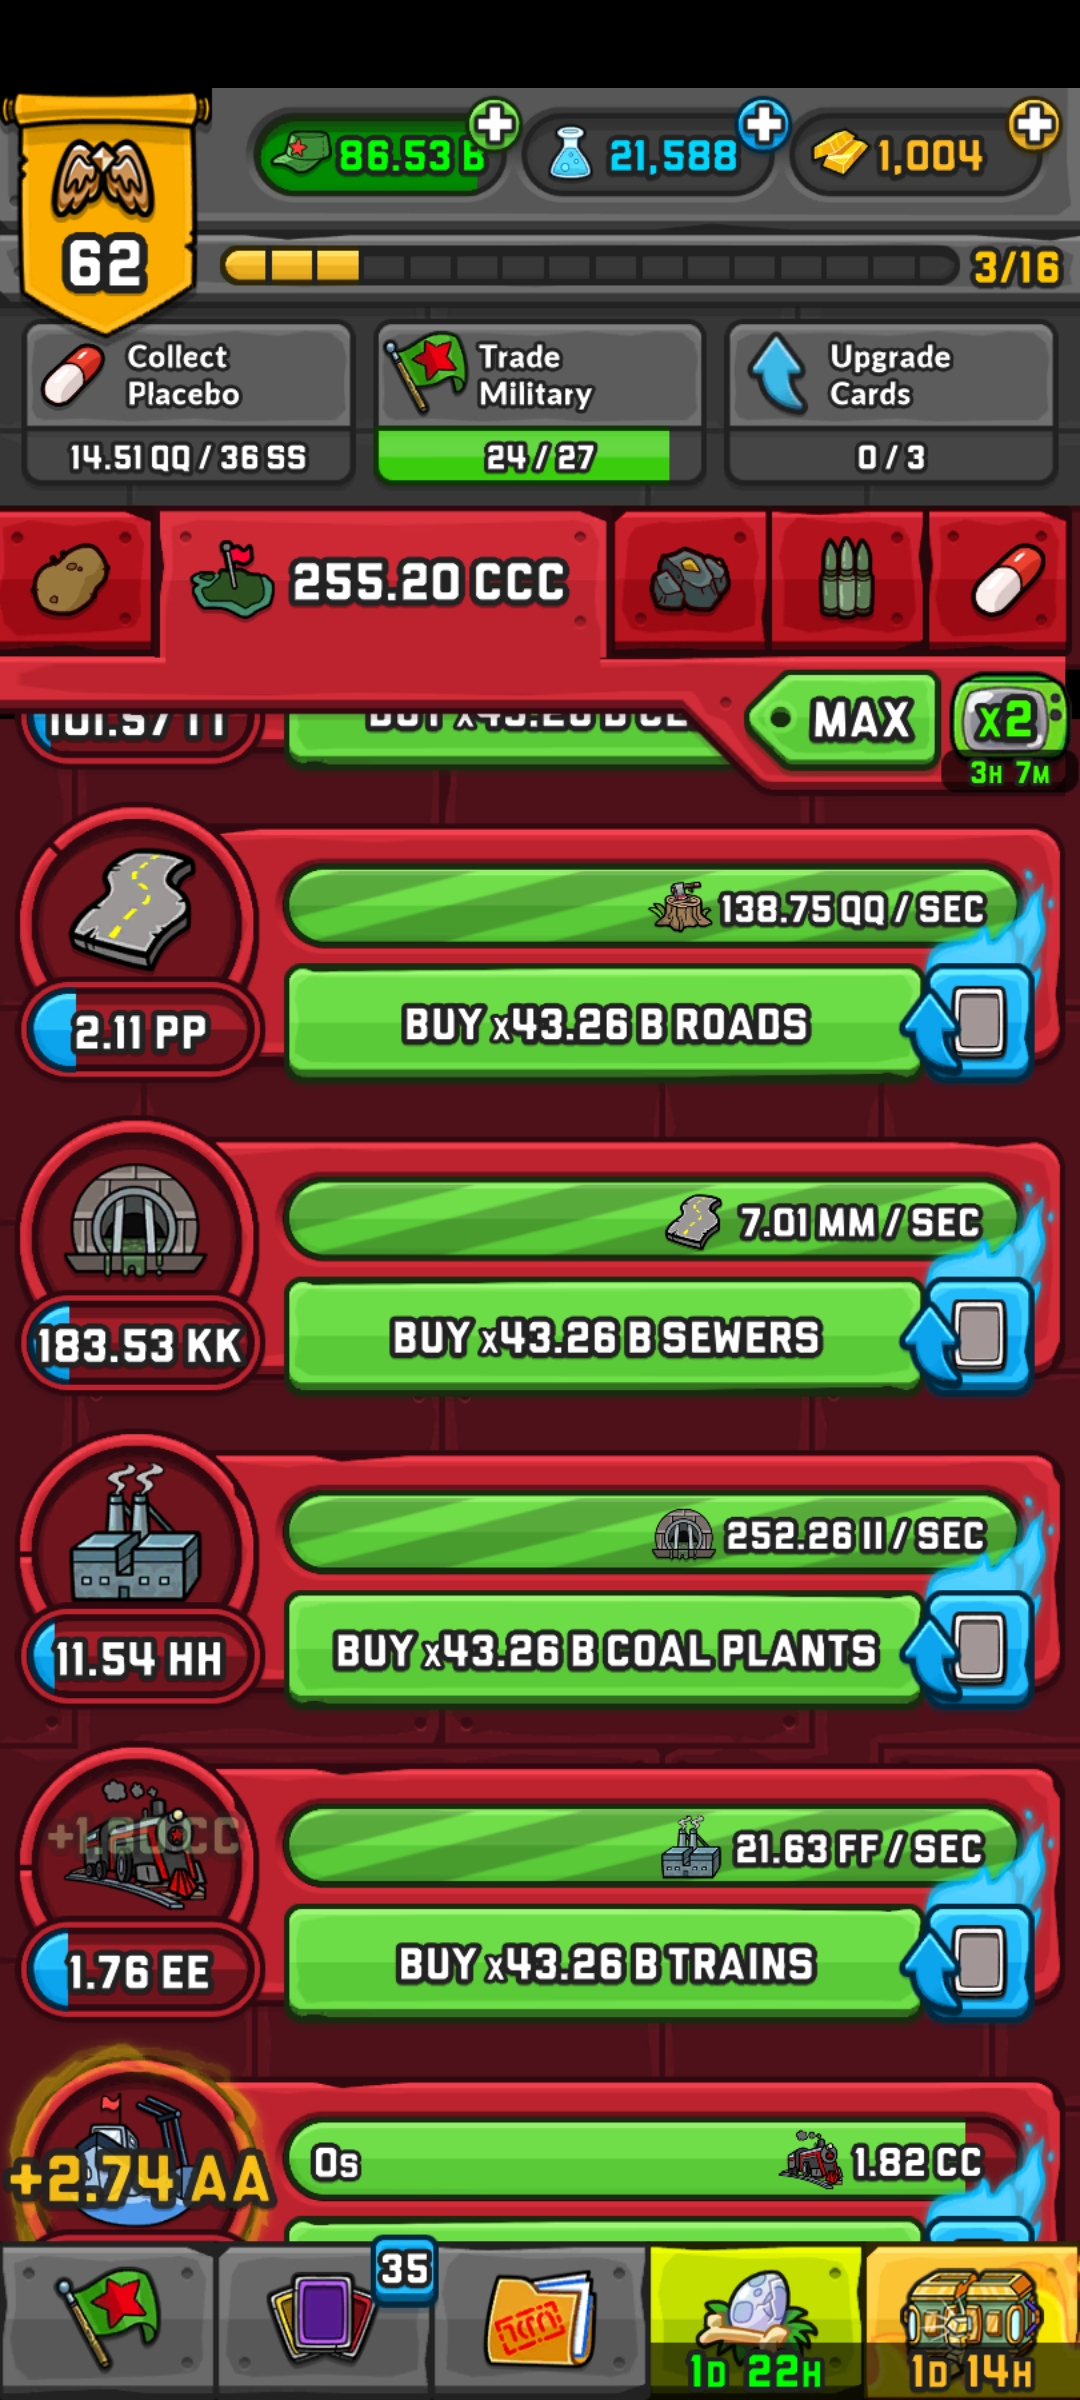 86.53 B
21,588
1,004
62
3/16
Collect
Placebo
14.51 QQ / 36 SS
Trade
Military
24 / 27
Upgrade
Cards
0 / 3
255.20 CCC
MAX
x2
3H 7M
138.75 QQ / SEC
2.11 PP
BUY x43.26 B ROADS
7.01 MM / SEC
183.53 KK
BUY x43.26 B SEWERS
252.26 II / SEC
11.54 HH
BUY x43.26 B COAL PLANTS
21.63 FF / SEC
1.76 EE
BUY x43.26 B TRAINS
+2.74 AA
0s
1.82 CC
35
1D 22H
1D 14H